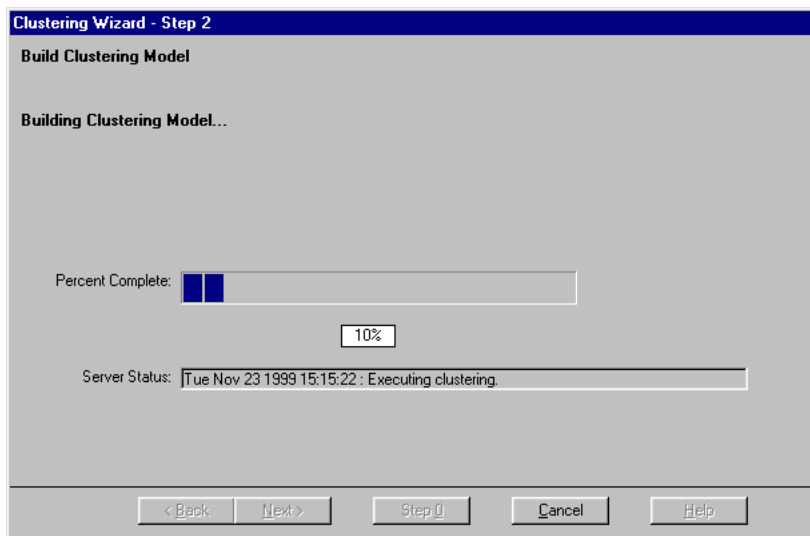 Clustering Wizard - Step 2
Build Clustering Model
Building Clustering Model...
Percent Complete:
10%
Server Status: Tue Nov 23 1999 15:15:22 : Executing clustering.
< Back Next > Step 0 Cancel Help